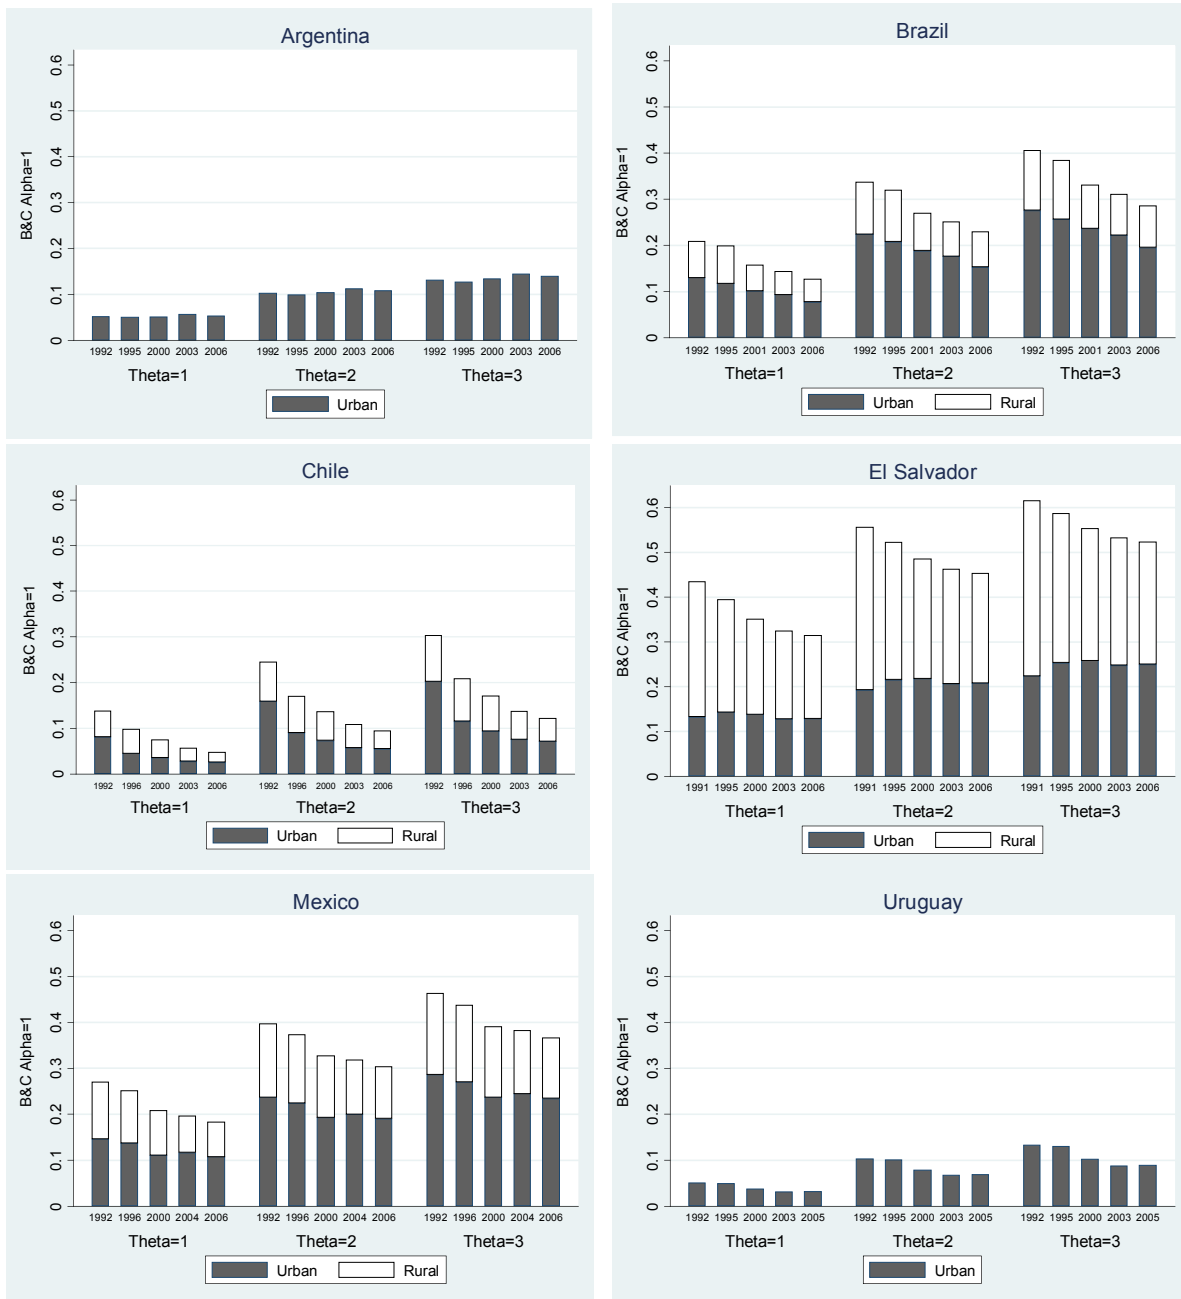 Argentina
B&C Alpha=1
0 0.1 0.2 0.3 0.4 0.5 0.6
1992 1995 2000 2003 2006 1992 1995 2000 2003 2006 1992 1995 2000 2003 2006
Theta=1 Theta=2 Theta=3
Urban
Brazil
B&C Alpha=1
0 0.1 0.2 0.3 0.4 0.5 0.6
1992 1995 2001 2003 2006 1992 1995 2001 2003 2006 1992 1995 2001 2003 2006
Theta=1 Theta=2 Theta=3
Urban Rural
Chile
B&C Alpha=1
0 0.1 0.2 0.3 0.4 0.5 0.6
1992 1996 2000 2003 2006 1992 1996 2000 2003 2006 1992 1996 2000 2003 2006
Theta=1 Theta=2 Theta=3
Urban Rural
El Salvador
B&C Alpha=1
0 0.1 0.2 0.3 0.4 0.5 0.6
1991 1995 2000 2003 2006 1991 1995 2000 2003 2006 1991 1995 2000 2003 2006
Theta=1 Theta=2 Theta=3
Urban Rural
Mexico
B&C Alpha=1
0 0.1 0.2 0.3 0.4 0.5 0.6
1992 1996 2000 2004 2006 1992 1996 2000 2004 2006 1992 1996 2000 2004 2006
Theta=1 Theta=2 Theta=3
Urban Rural
Uruguay
B&C Alpha=1
0 0.1 0.2 0.3 0.4 0.5 0.6
1992 1995 2000 2003 2005 1992 1995 2000 2003 2005 1992 1995 2000 2003 2005
Theta=1 Theta=2 Theta=3
Urban